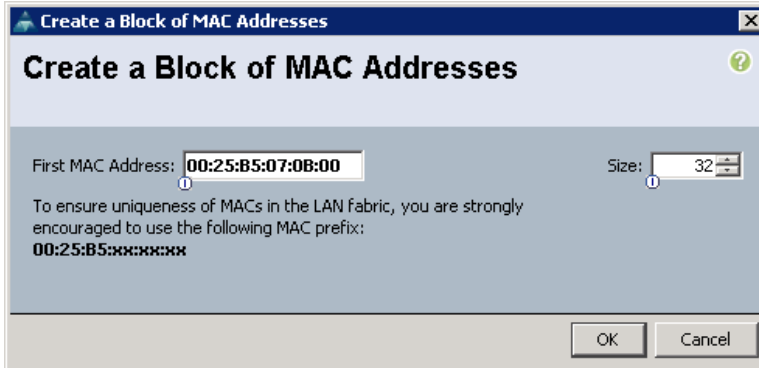 Create a Block of MAC Addresses
Create a Block of MAC Addresses
First MAC Address: 00:25:B5:07:0B:00 Size: 32
To ensure uniqueness of MACs in the LAN fabric, you are strongly
encouraged to use the following MAC prefix:
00:25:B5:xx:xx:xx
OK Cancel